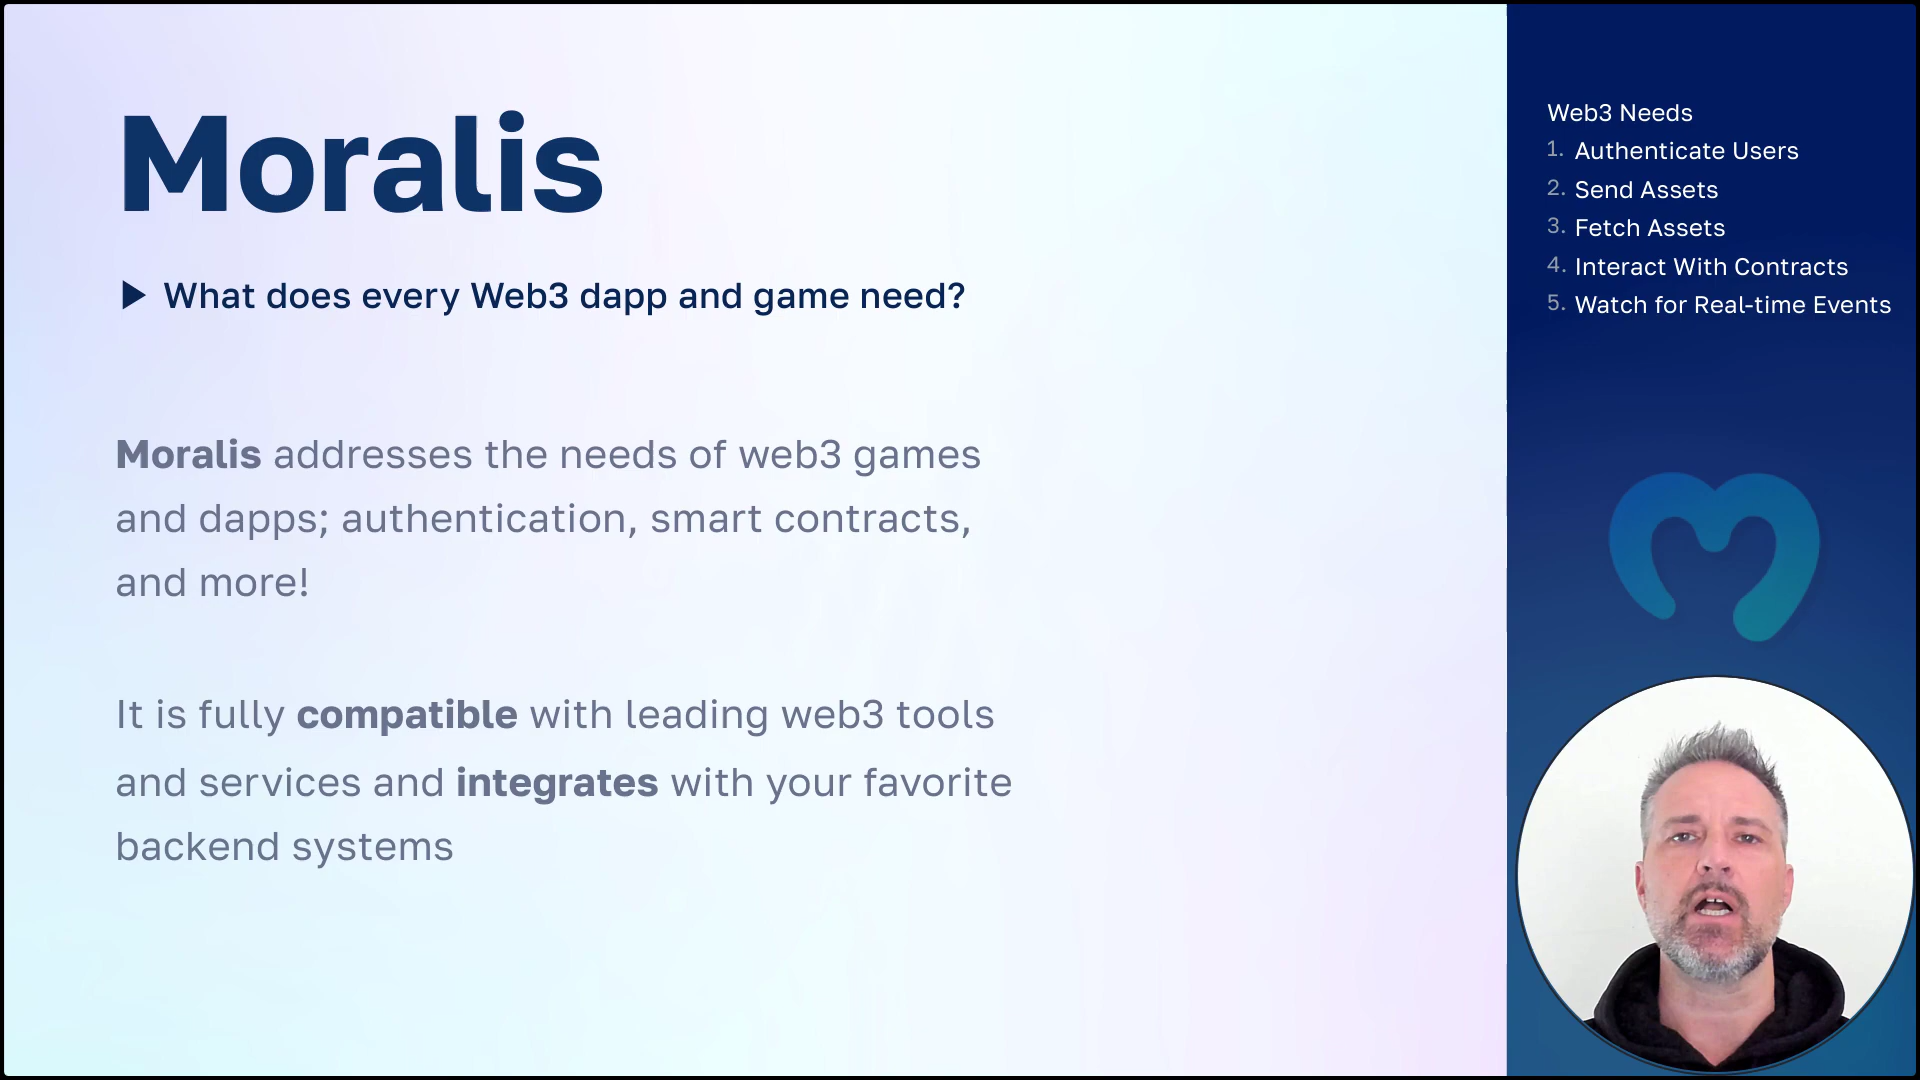 Moralis
What does every Web3 dapp and game need?
Moralis addresses the needs of web3 games
and dapps; authentication, smart contracts,
and more!
It is fully compatible with leading web3 tools
and services and integrates with your favorite
backend systems
Web3 Needs
1. Authenticate Users
2. Send Assets
3. Fetch Assets
4. Interact With Contracts
5. Watch for Real-time Events